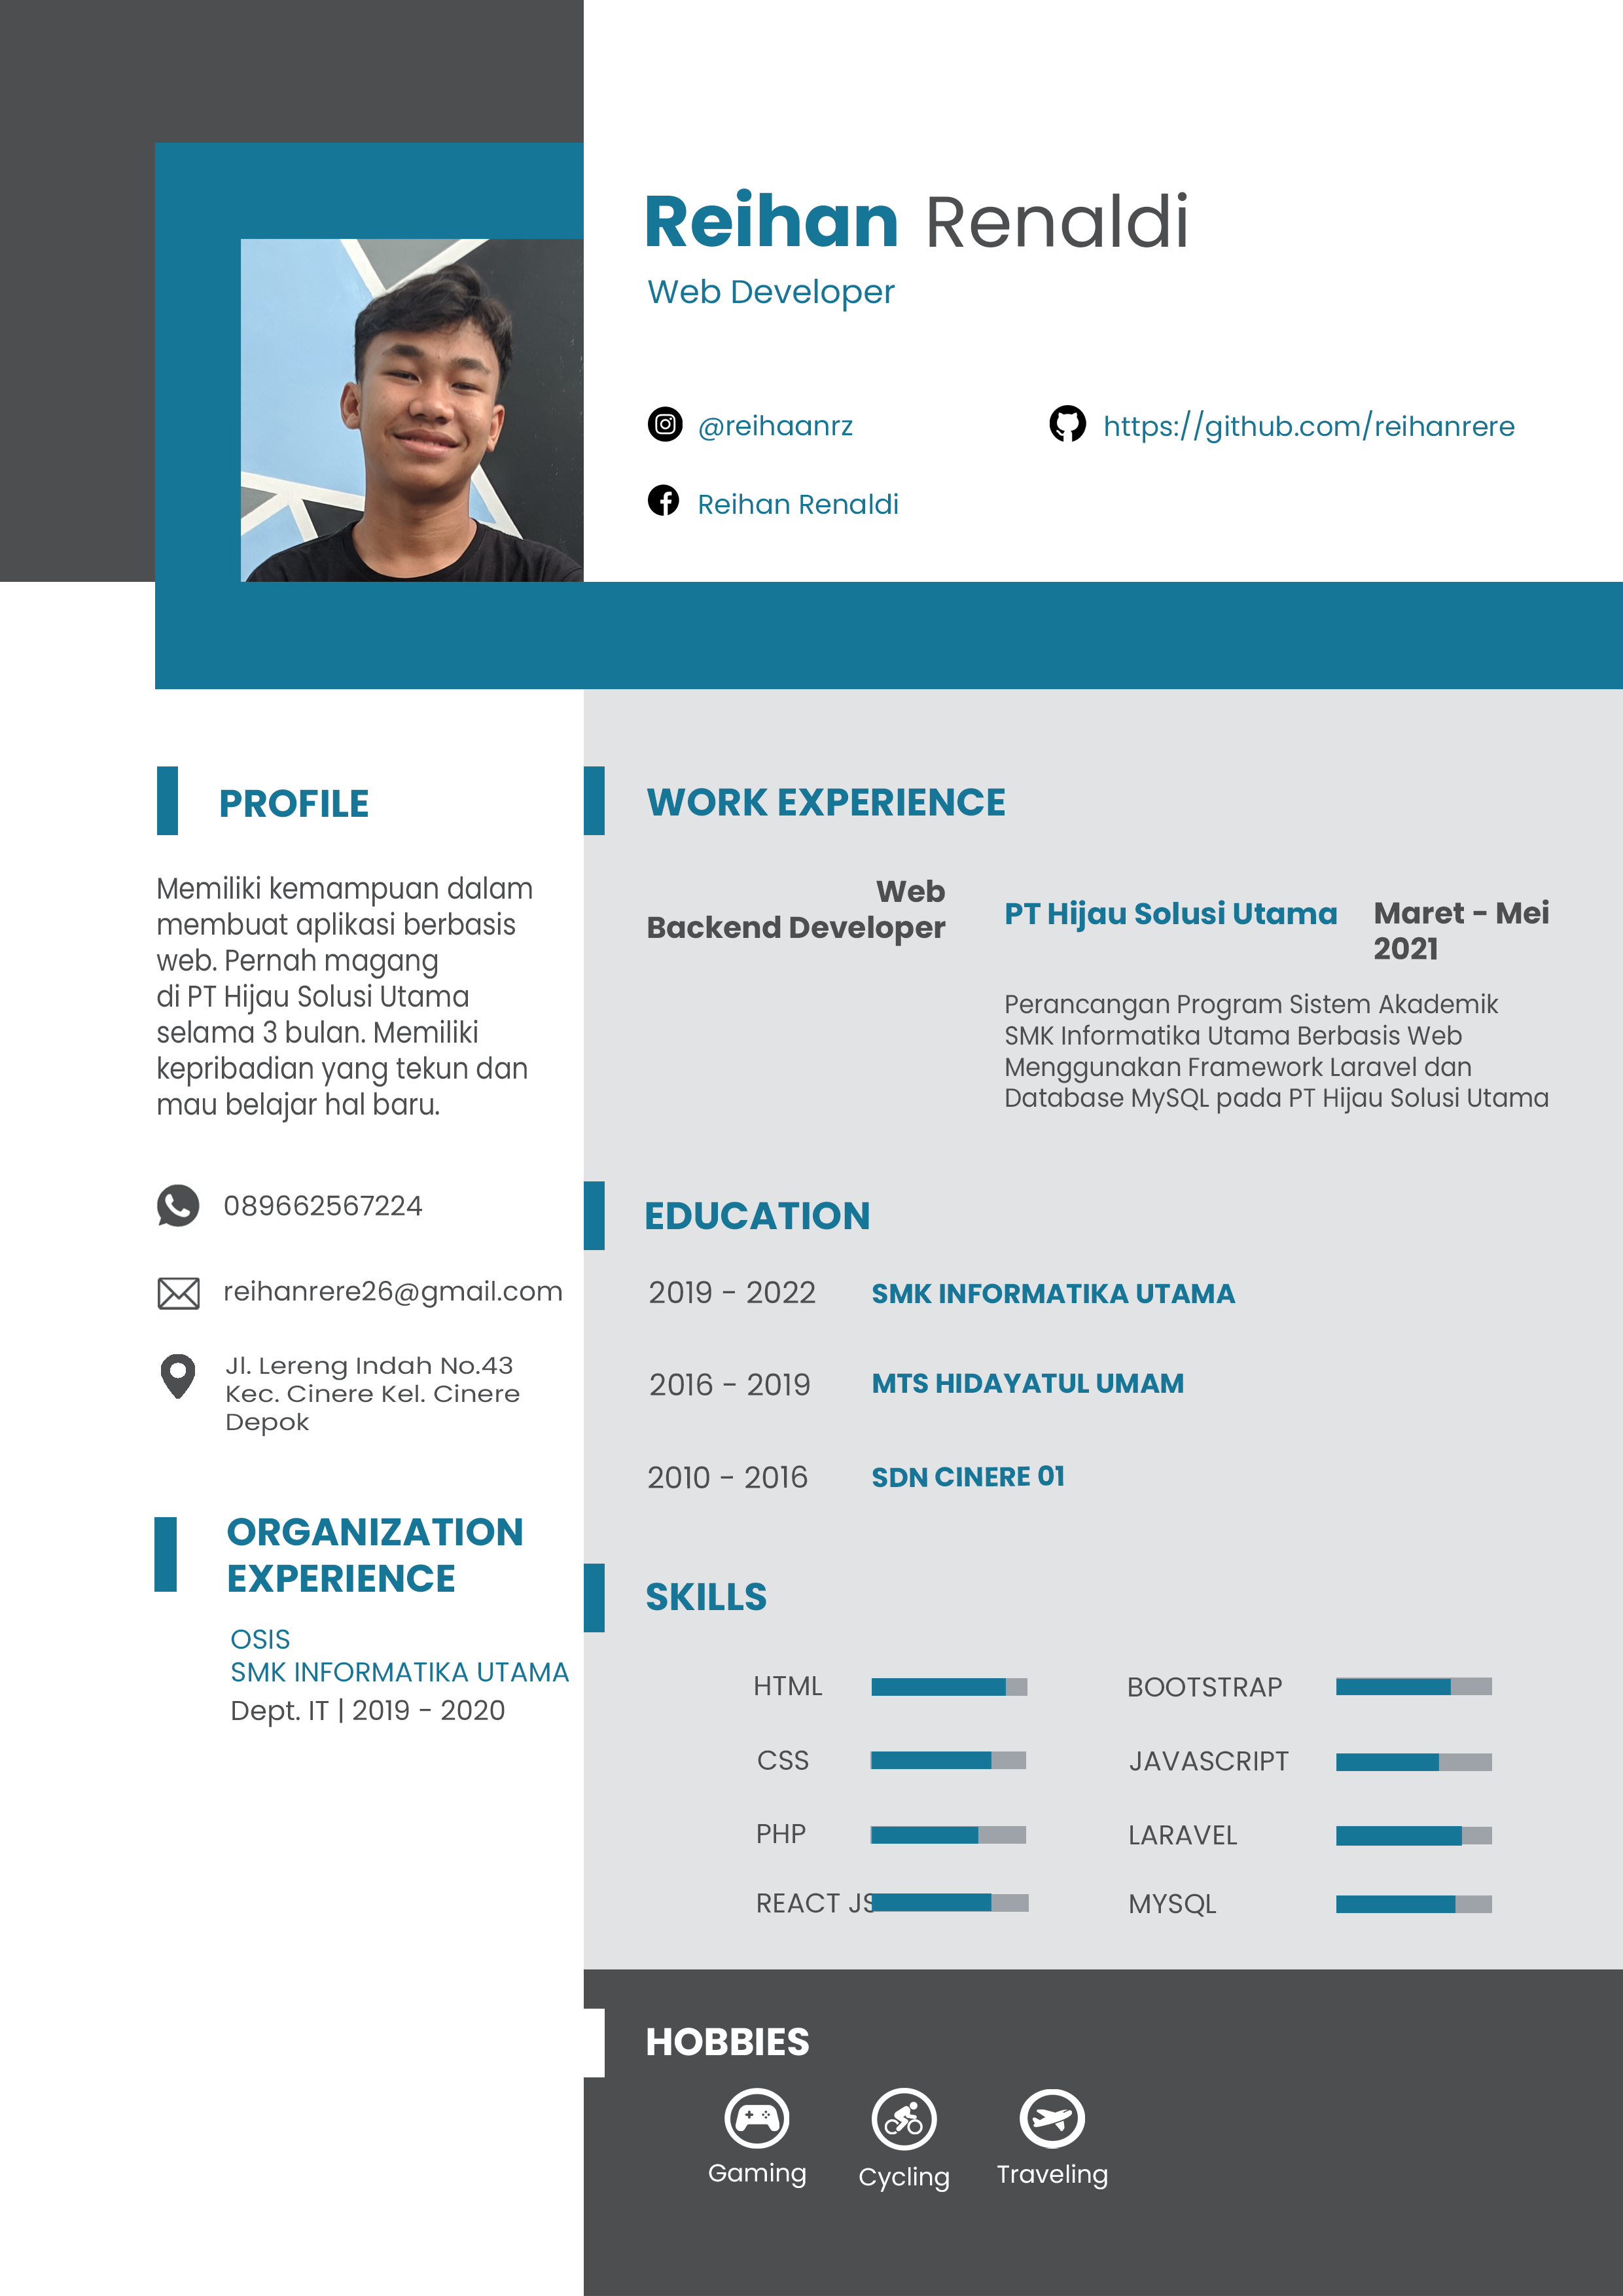 Reihan Renaldi
Web Developer
@reihaanrz
https://github.com/reihanrere
Reihan Renaldi
PROFILE
Memiliki kemampuan dalam
membuat aplikasi berbasis
web. Pernah magang
di PT Hijau Solusi Utama
selama 3 bulan. Memiliki
kepribadian yang tekun dan
mau belajar hal baru.
089662567224
reihanrere26@gmail.com
Jl. Lereng Indah No.43
Kec. Cinere Kel. Cinere
Depok
ORGANIZATION
EXPERIENCE
OSIS
SMK INFORMATIKA UTAMA
Dept. IT | 2019 - 2020
WORK EXPERIENCE
Web
Backend Developer
PT Hijau Solusi Utama
Maret - Mei
2021
Perancangan Program Sistem Akademik
SMK Informatika Utama Berbasis Web
Menggunakan Framework Laravel dan
Database MySQL pada PT Hijau Solusi Utama
EDUCATION
2019 - 2022 SMK INFORMATIKA UTAMA
2016 - 2019 MTS HIDAYATUL UMAM
2010 - 2016 SDN CINERE 01
SKILLS
HTML BOOTSTRAP
CSS JAVASCRIPT
PHP LARAVEL
REACT JS MYSQL
HOBBIES
Gaming Cycling Traveling